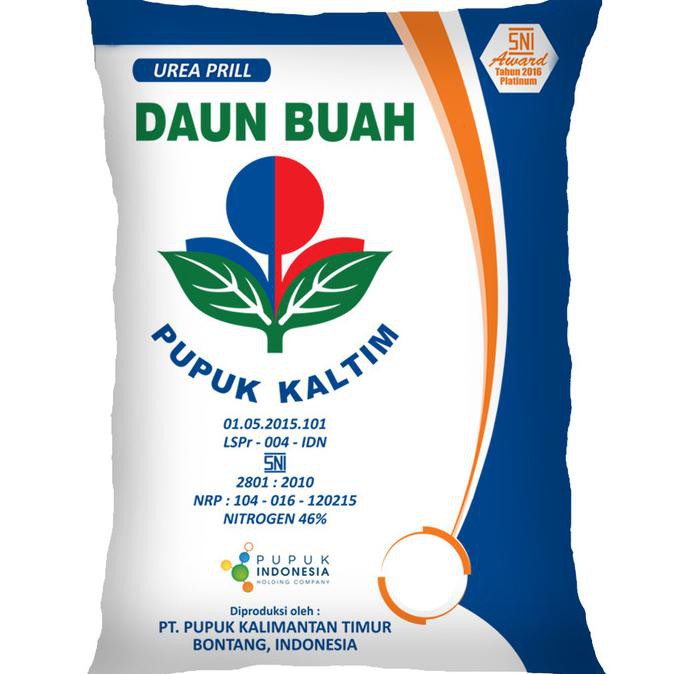 UREA PRILL
SNI
Award
Tahun 2016
Platinum
DAUN BUAH
PUPUK KALTIM
01.05.2015.101
LSPr - 004 - IDN
SNI
2801 : 2010
NRP : 104 - 016 - 120215
NITROGEN 46%
PUPUK
INDONESIA
HOLDING COMPANY
Diproduksi oleh :
PT. PUPUK KALIMANTAN TIMUR
BONTANG, INDONESIA